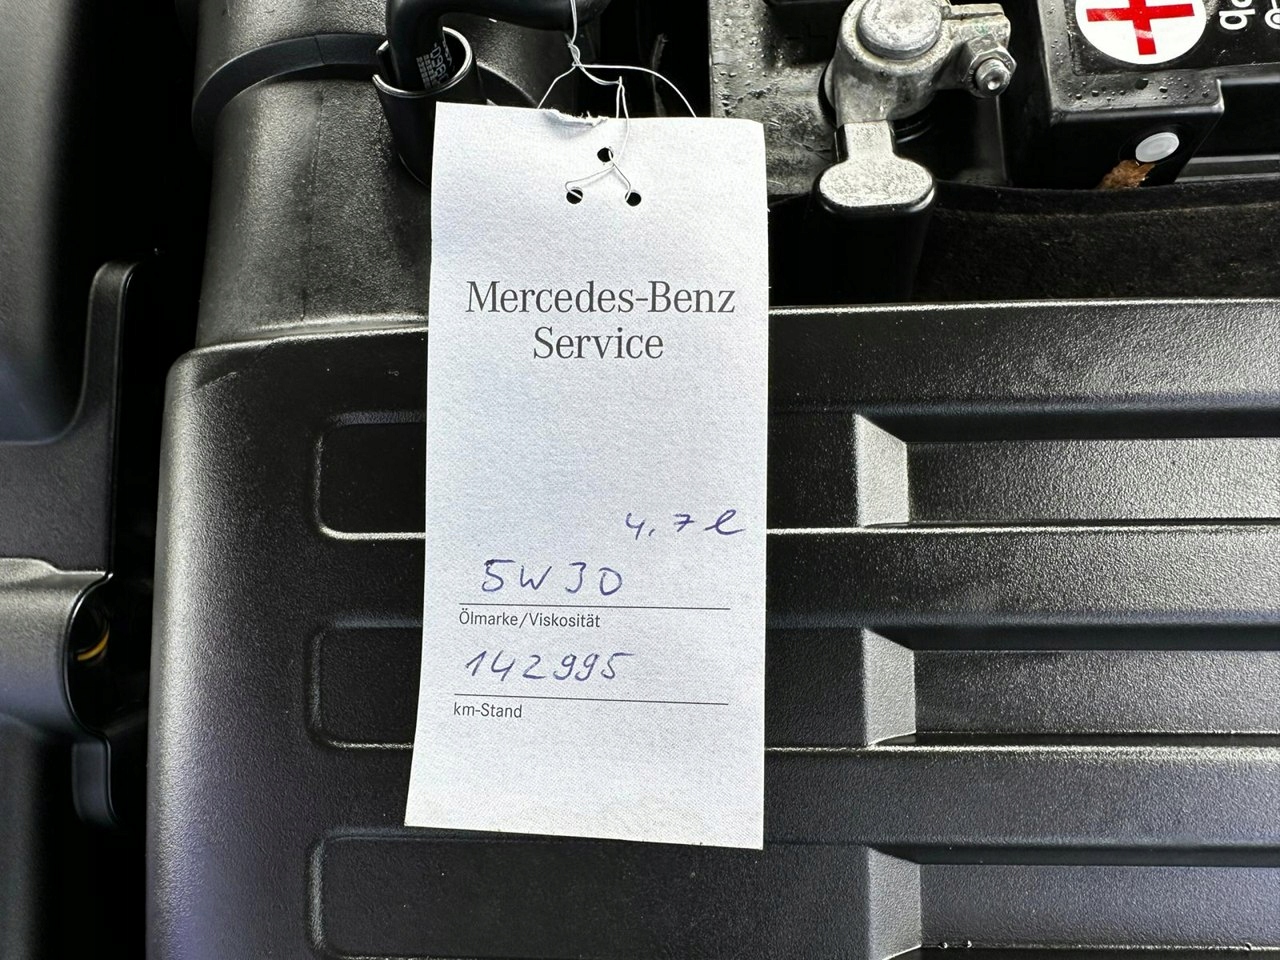 Mercedes-Benz
Service
4,7 l
5W30
Ölmarke/Viskosität
142995
km-Stand